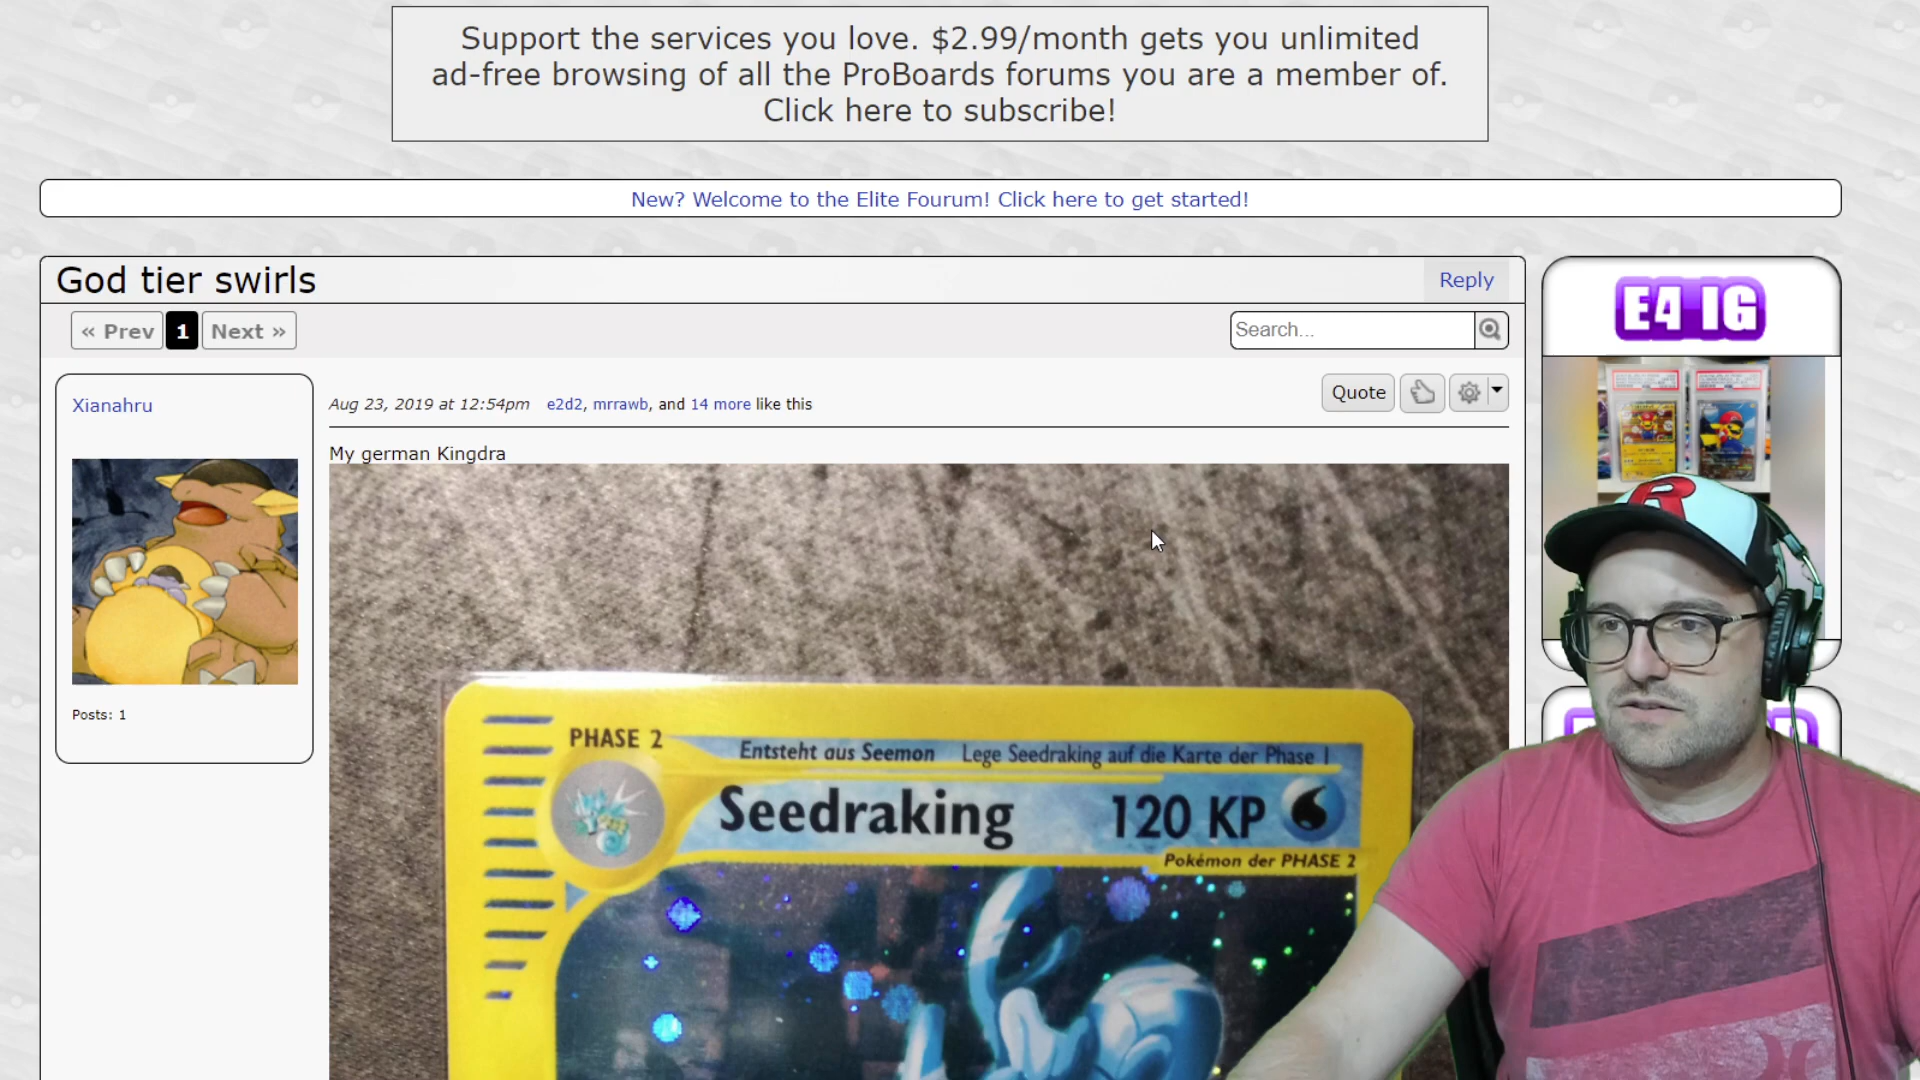 Support the services you love. $2.99/month gets you unlimited
ad-free browsing of all the ProBoards forums you are a member of.
Click here to subscribe!
New? Welcome to the Elite Fourum! Click here to get started!
God tier swirls
Reply
« Prev 1 Next »
Search...
E4 IG
Xianahru
Aug 23, 2019 at 12:54pm e2d2, mrrawb, and 14 more like this
Quote
My german Kingdra
Posts: 1
R
PHASE 2
Entsteht aus Seemon Lege Seedraking auf die Karte der Phase 1
Seedraking 120 KP
Pokémon der PHASE 2